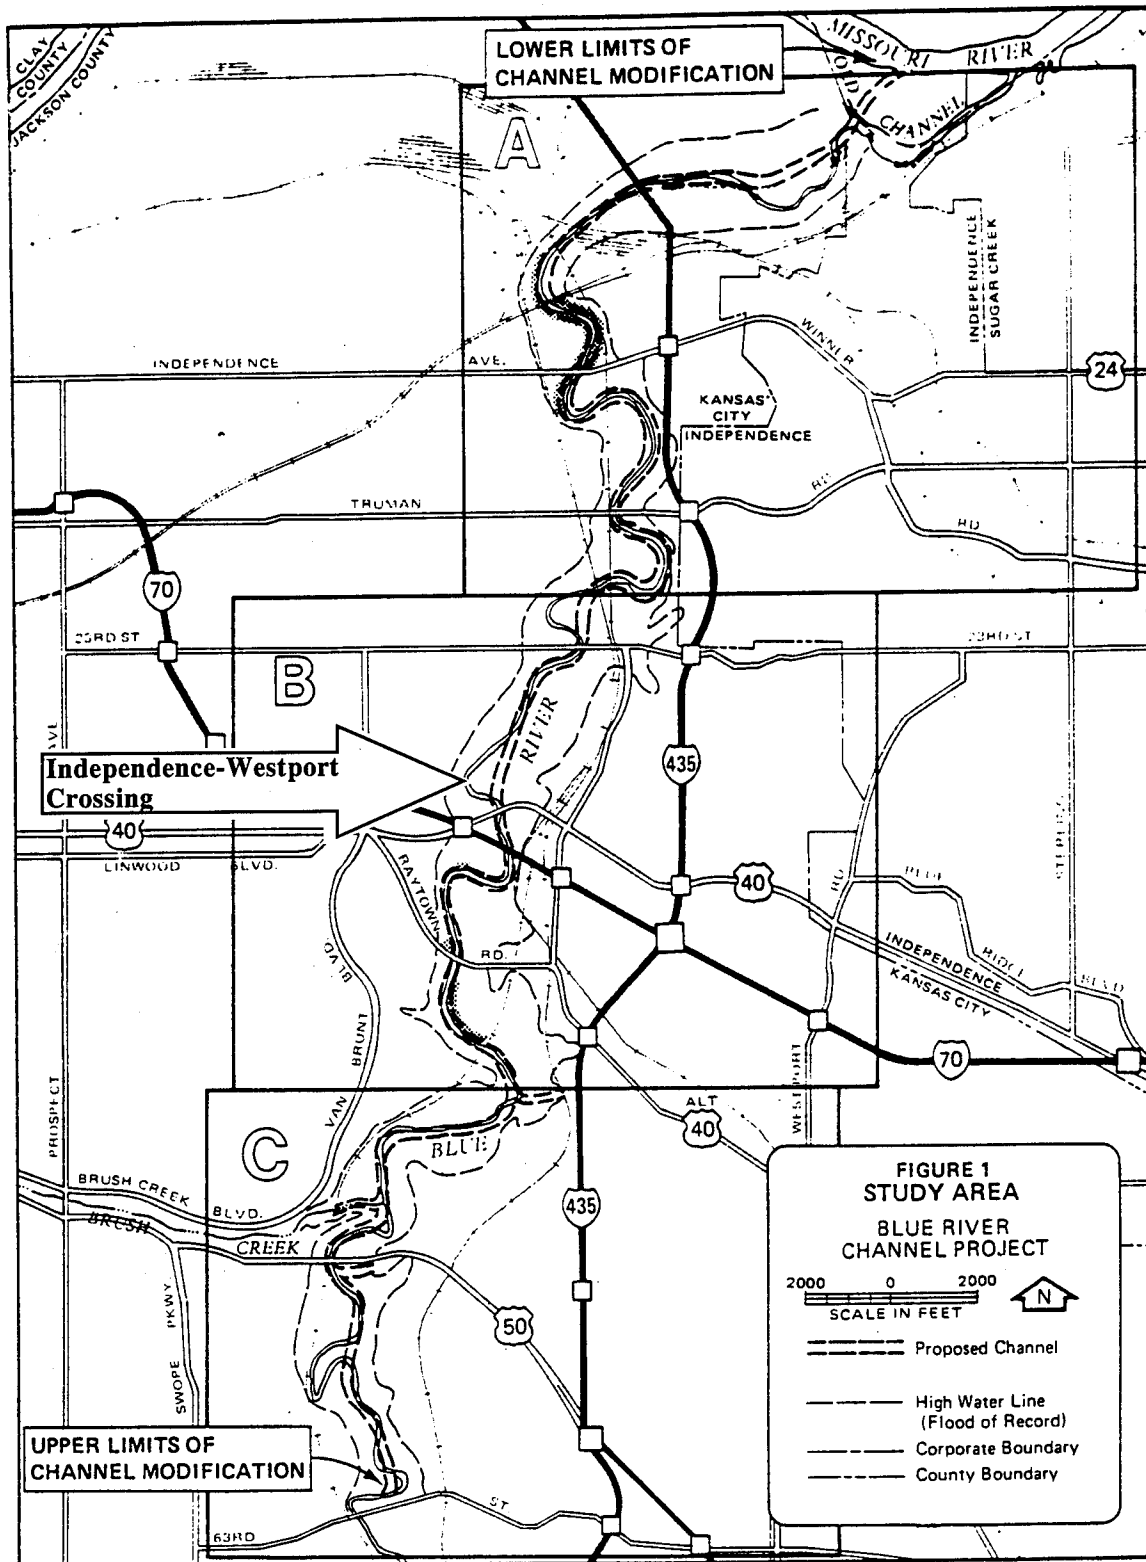 CLAY
COUNTY
JACKSON COUNTY
LOWER LIMITS OF
CHANNEL MODIFICATION
MISSOURI RIVER
OLD
CHANNEL
A
INDEPENDENCE
SUGAR CREEK
INDEPENDENCE AVE.
WINNER
24
KANSAS
CITY
INDEPENDENCE
TRUMAN
RD
RD
70
23RD ST
23RD ST
B
RIVER
AVE
435
Independence-Westport
Crossing
40
LINWOOD BLVD.
RAYTOWN
RD.
40
RD
BLUE
RIDGE
BLVD
INDEPENDENCE
KANSAS CITY
BLVD.
BRUNT
VAN
70
WESTPORT
PROSPECT
ALT
40
C
BLUE
BRUSH CREEK
BLVD.
BRUSH
CREEK
435
50
SWOPE PKWY
UPPER LIMITS OF
CHANNEL MODIFICATION
63RD ST
FIGURE 1
STUDY AREA
BLUE RIVER
CHANNEL PROJECT
2000 0 2000
SCALE IN FEET
N
Proposed Channel
High Water Line
(Flood of Record)
Corporate Boundary
County Boundary